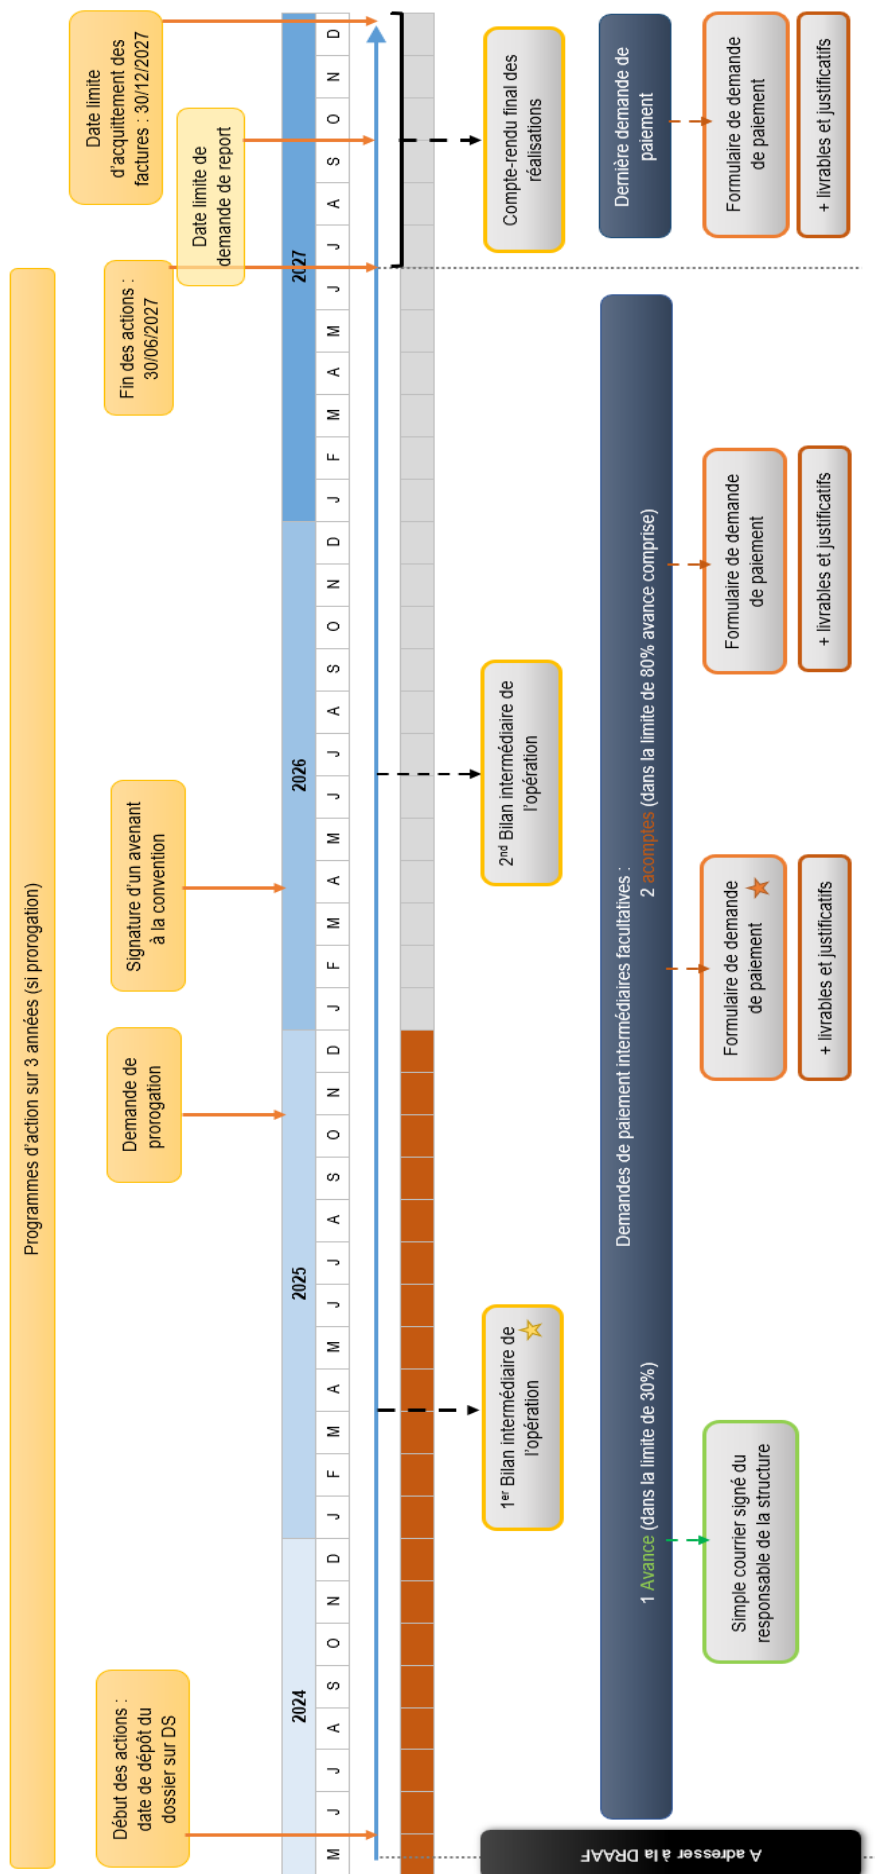 Programmes d'action sur 3 années (si prorogation)
Début des actions :
date de dépôt du
dossier sur DS
Demande de
prorogation
Signature d'un avenant
à la convention
Fin des actions :
30/06/2027
Date limite de
demande de report
Date limite
d'acquittement des
factures : 30/12/2027
2024 2025 2026 2027
M J J A S O N D J F M A M J J A S O N D J F M A M J J A S O N D J F M A M J J A S O N D
1er Bilan intermédiaire de
l'opération
2nd Bilan intermédiaire de
l'opération
Compte-rendu final des
réalisations
A adresser à la DRAAF
Demandes de paiement intermédiaires facultatives :
1 Avance (dans la limite de 30%)
2 acomptes (dans la limite de 80% avance comprise)
Dernière demande de
paiement
Simple courrier signé du
responsable de la structure
Formulaire de demande
de paiement
+ livrables et justificatifs
Formulaire de demande
de paiement
+ livrables et justificatifs
Formulaire de demande
de paiement
+ livrables et justificatifs